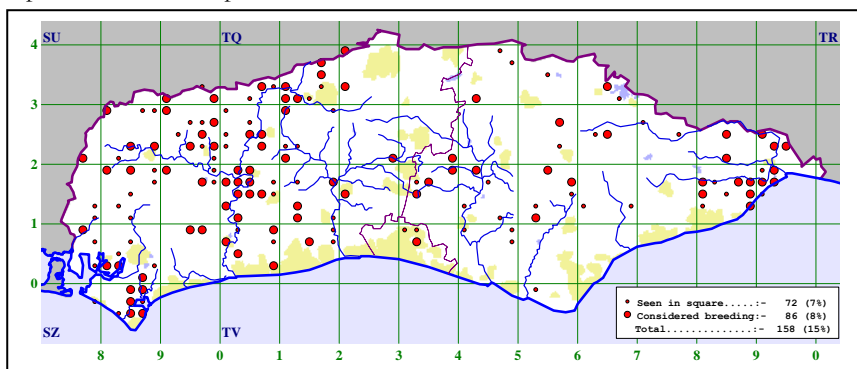 SU TQ TR
4
3
2
1
0
Seen in square.....:- 72 (7%)
Considered breeding:- 86 (8%)
Total..............:- 158 (15%)
SZ TV
8 9 0 1 2 3 4 5 6 7 8 9 0